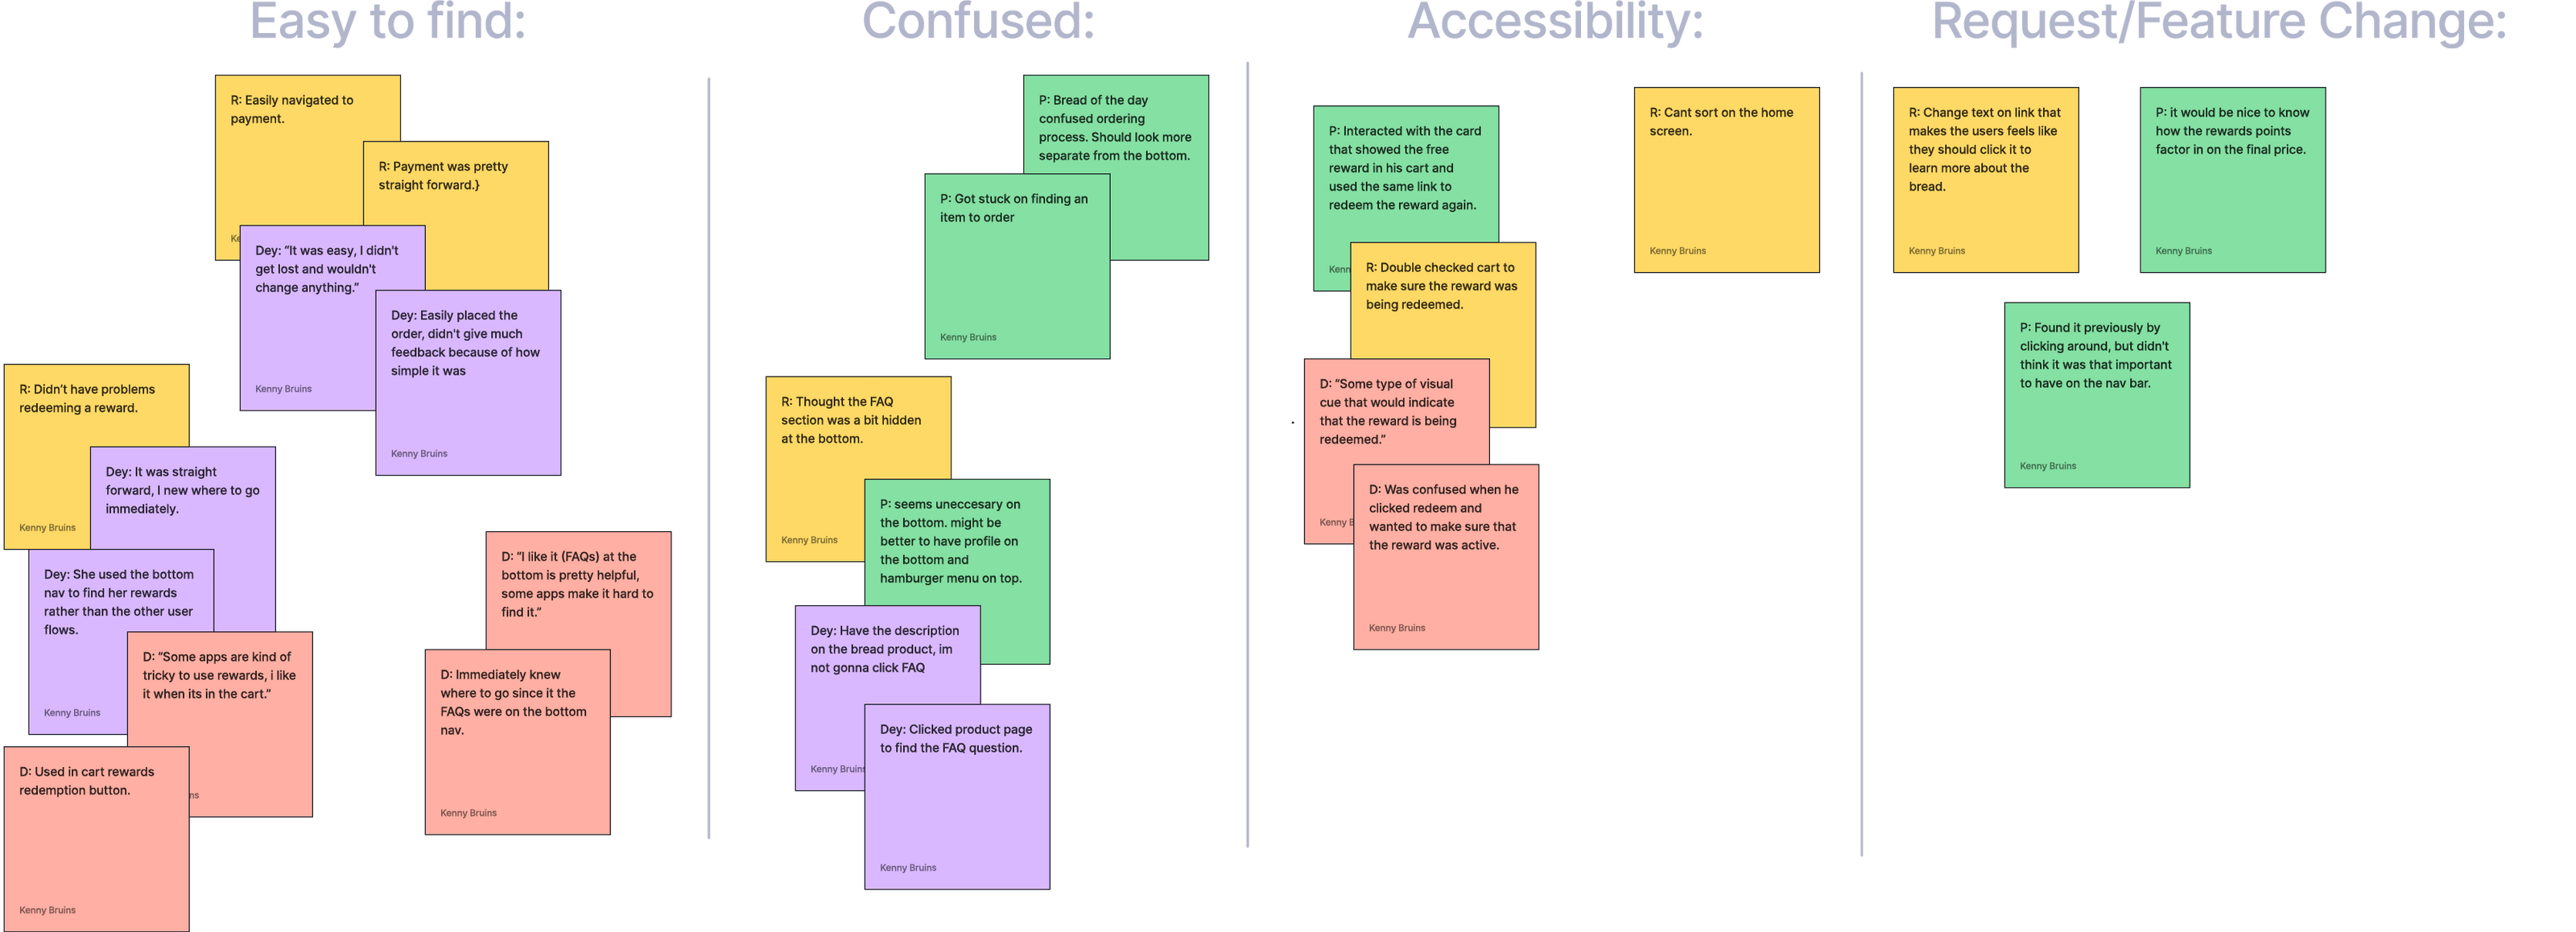 Easy to find:
R: Easily navigated to
payment.
Ke
R: Payment was pretty
straight forward.}
Dey: “It was easy, I didn't
get lost and wouldn't
change anything.”
Kenny Bruins
Dey: Easily placed the
order, didn't give much
feedback because of how
simple it was
Kenny Bruins
R: Didn’t have problems
redeeming a reward.
Kenny Bruins
Dey: It was straight
forward, I new where to go
immediately.
Dey: She used the bottom
nav to find her rewards
rather than the other user
flows.
Kenny Bruins
D: “Some apps are kind of
tricky to use rewards, i like
it when its in the cart.”
ns
D: Used in cart rewards
redemption button.
Kenny Bruins
D: “I like it (FAQs) at the
bottom is pretty helpful,
some apps make it hard to
find it.”
D: Immediately knew
where to go since it the
FAQs were on the bottom
nav.
Kenny Bruins
Confused:
P: Bread of the day
confused ordering
process. Should look more
separate from the bottom.
P: Got stuck on finding an
item to order
Kenny Bruins
R: Thought the FAQ
section was a bit hidden
at the bottom.
Kenny Bruins
P: seems uneccesary on
the bottom. might be
better to have profile on
the bottom and
hamburger menu on top.
Dey: Have the description
on the bread product, im
not gonna click FAQ
Kenny Bruins
Dey: Clicked product page
to find the FAQ question.
Kenny Bruins
Accessibility:
P: Interacted with the card
that showed the free
reward in his cart and
used the same link to
redeem the reward again.
Kenn
R: Double checked cart to
make sure the reward was
being redeemed.
D: “Some type of visual
cue that would indicate
that the reward is being
redeemed.”
Kenny B
D: Was confused when he
clicked redeem and
wanted to make sure that
the reward was active.
Kenny Bruins
.
R: Cant sort on the home
screen.
Kenny Bruins
Request/Feature Change:
R: Change text on link that
makes the users feels like
they should click it to
learn more about the
bread.
Kenny Bruins
P: it would be nice to know
how the rewards points
factor in on the final price.
Kenny Bruins
P: Found it previously by
clicking around, but didn't
think it was that important
to have on the nav bar.
Kenny Bruins